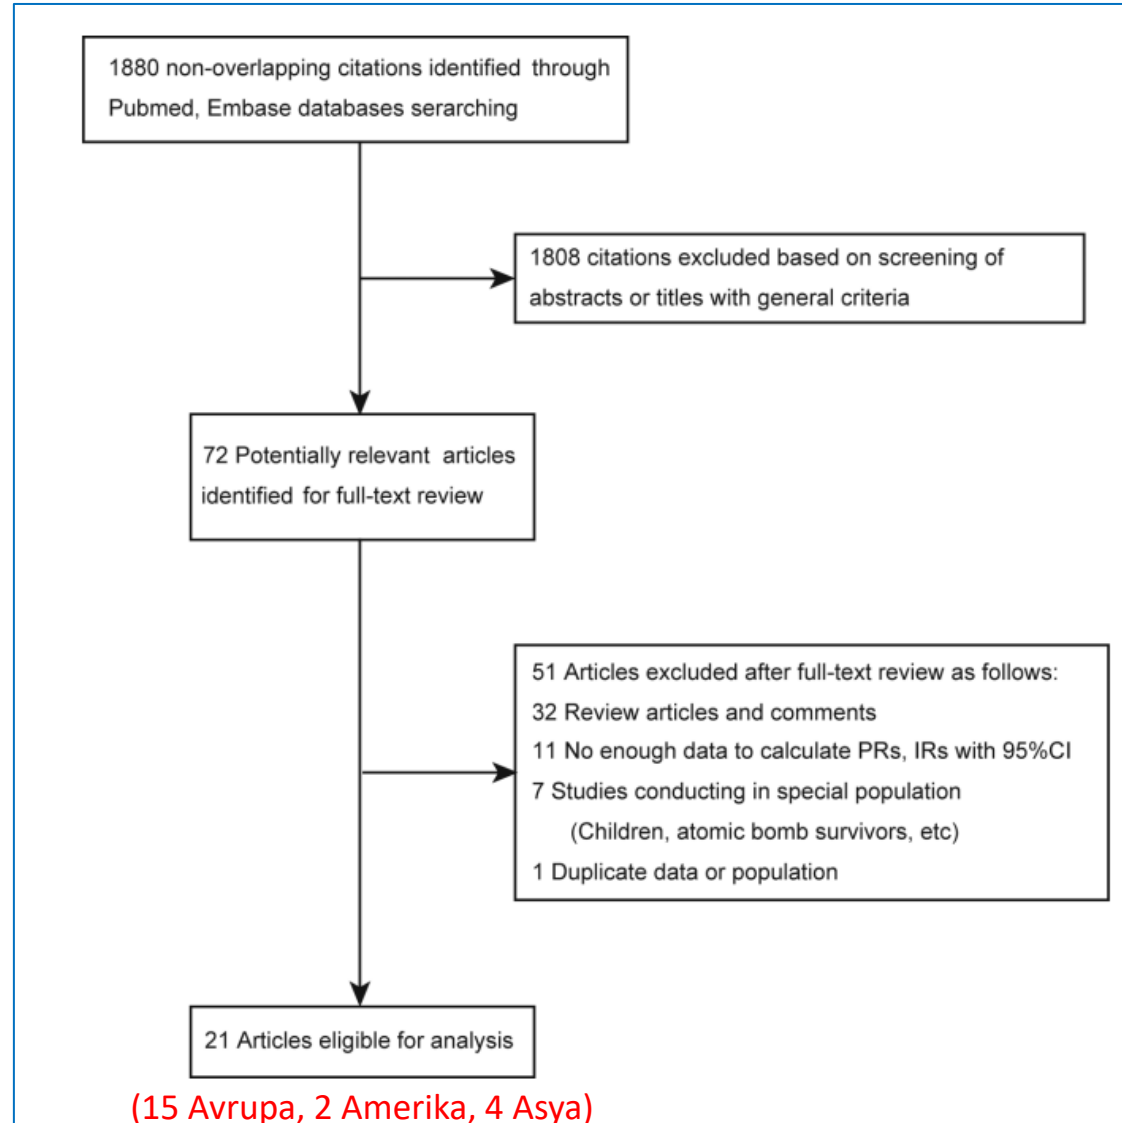 1880 non-overlapping citations identified through
Pubmed, Embase databases serarching
1808 citations excluded based on screening of
abstracts or titles with general criteria
72 Potentially relevant articles
identified for full-text review
51 Articles excluded after full-text review as follows:
32 Review articles and comments
11 No enough data to calculate PRs, IRs with 95%CI
7 Studies conducting in special population
(Children, atomic bomb survivors, etc)
1 Duplicate data or population
21 Articles eligible for analysis
(15 Avrupa, 2 Amerika, 4 Asya)